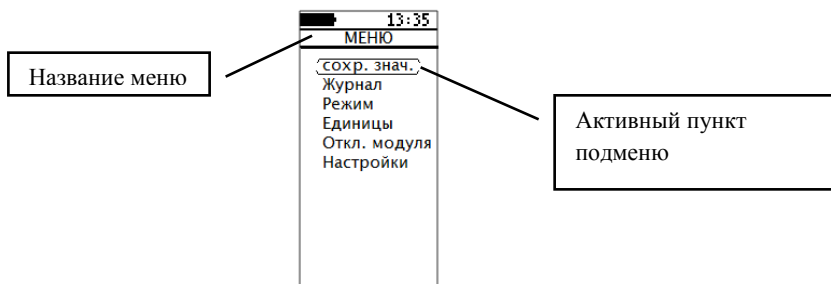 13:35
МЕНЮ
Название меню
сохр. знач.
Журнал
Режим
Единицы
Откл. модуля
Настройки
Активный пункт
подменю